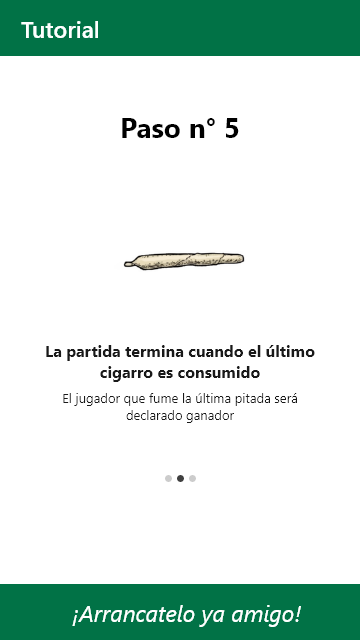 Tutorial
Paso n° 5
La partida termina cuando el último
cigarro es consumido
El jugador que fume la última pitada será
declarado ganador
¡Arrancatelo ya amigo!